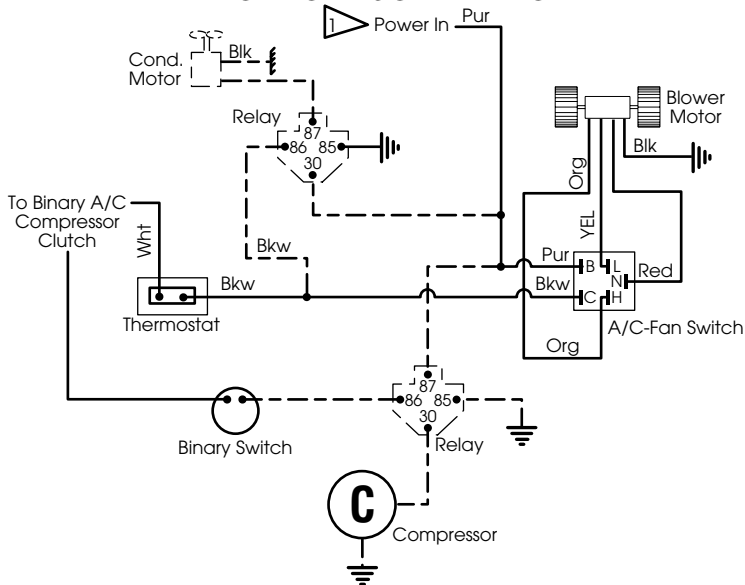 1
Power In
Pur
Cond.
Motor
Blk
Relay
87
86
85
30
Blower
Motor
Blk
Org
YEL
To Binary A/C
Compressor
Clutch
Wht
Bkw
Pur
B
L
N
Red
Bkw
Bkw
C
H
Thermostat
A/C-Fan Switch
Org
87
86
85
30
Binary Switch
Relay
C
Compressor